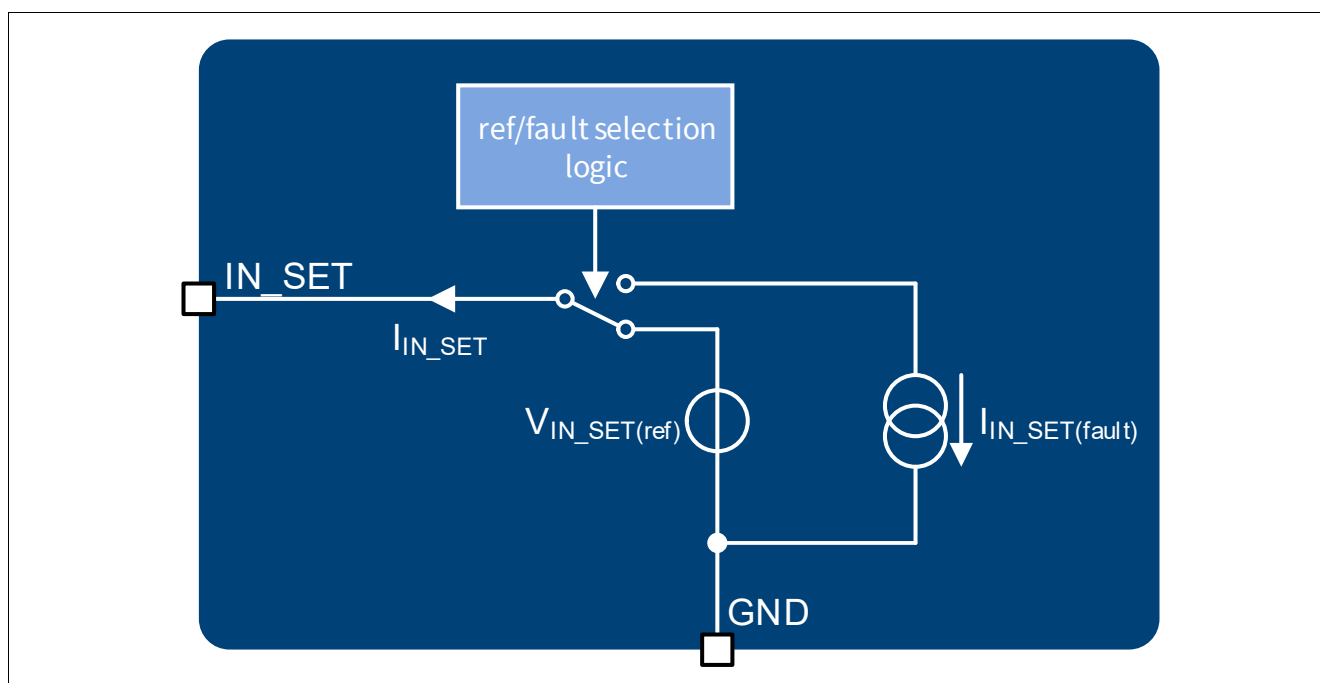 ref/fault selection
logic
IN_SET
I_IN_SET
V_IN_SET(ref)
I_IN_SET(fault)
GND